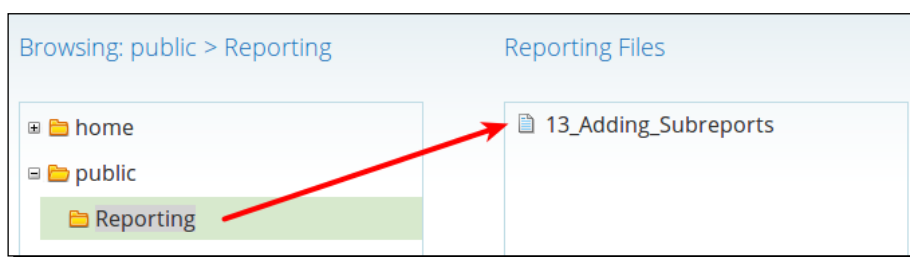 Browsing: public > Reporting
Reporting Files
home
13_Adding_Subreports
public
Reporting